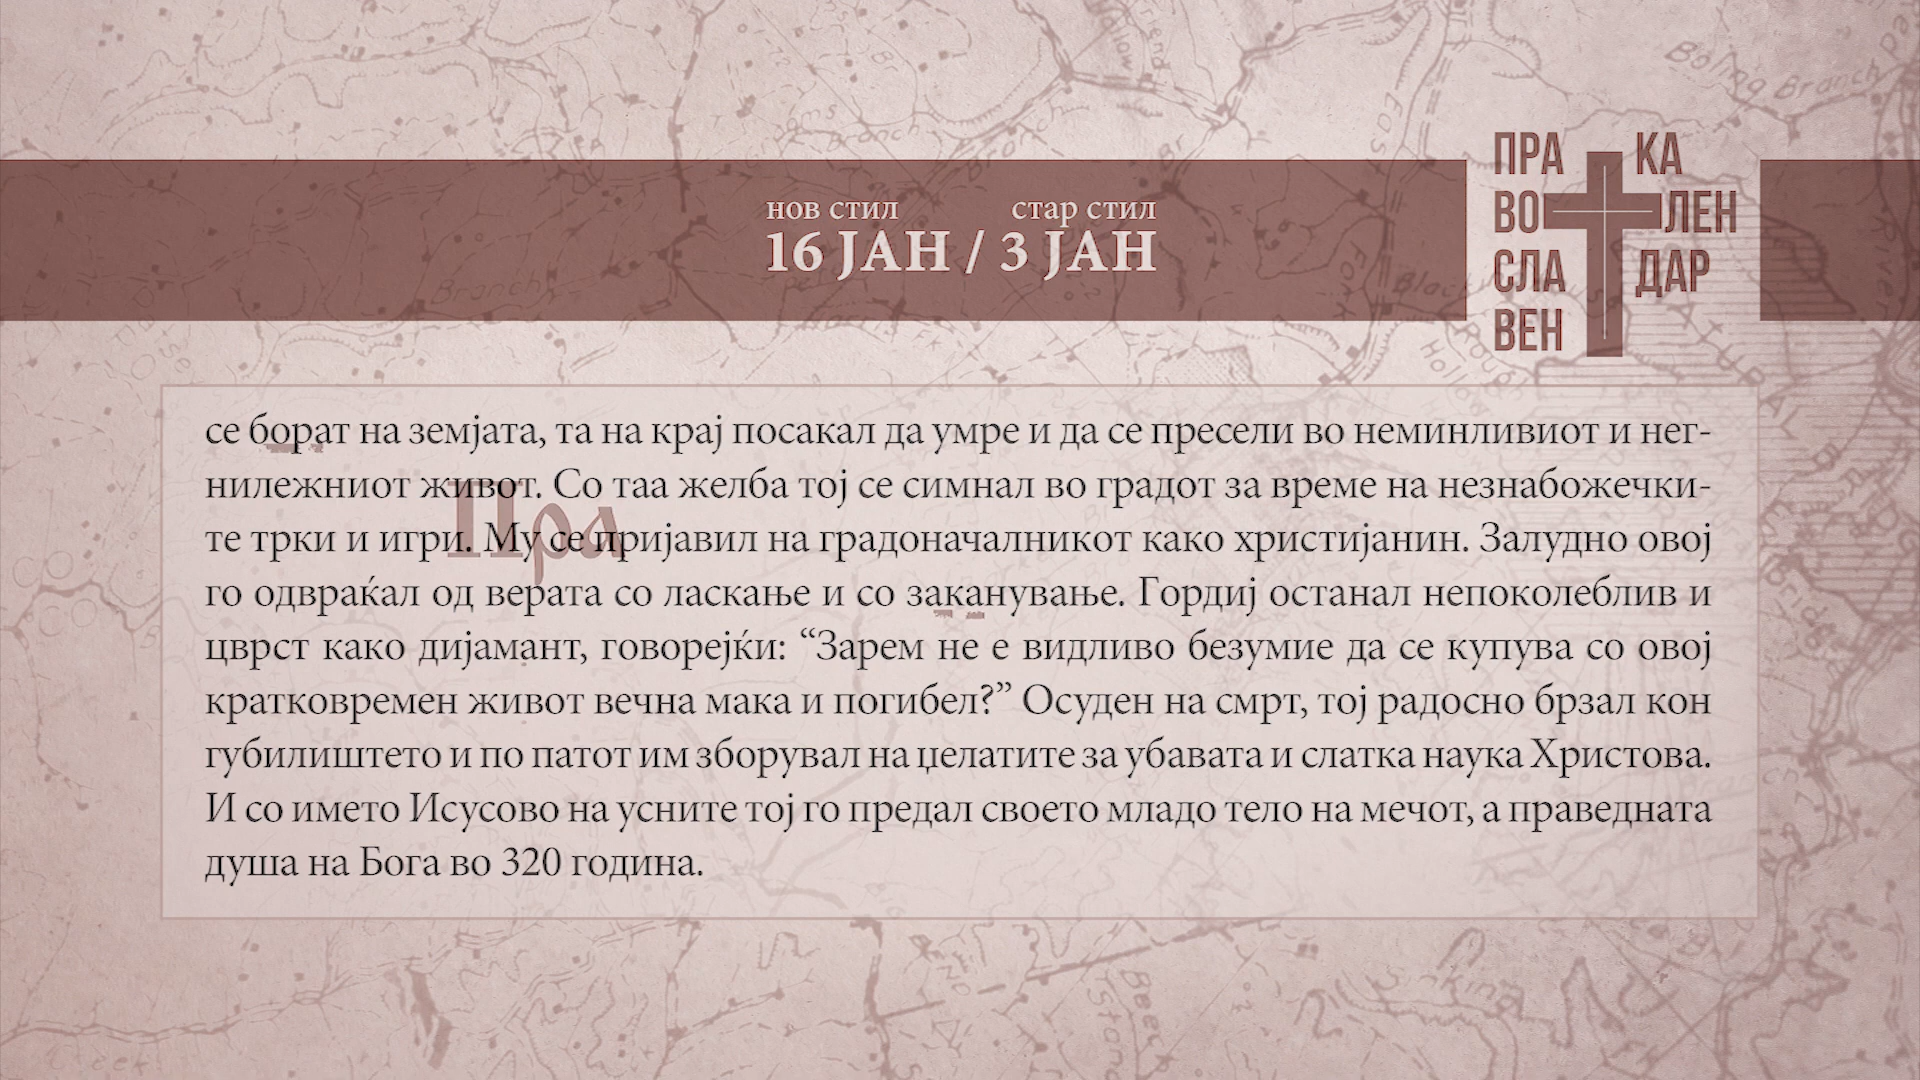 нов стил стар стил
16 ЈАН / 3 ЈАН
ПРА КА
ВО ЛЕН
СЛА ДАР
ВЕН
се борат на земјата, та на крај посакал да умре и да се пресели во неминливиот и нег-
нилежниот живот. Со таа желба тој се симнал во градот за време на незнабожечки-
те трки и игри. Му се пријавил на градоначалникот како христијанин. Залудно овој
го одвраќал од верата со ласкање и со заканување. Гордиј останал непоколеблив и
цврст како дијамант, говорејќи: “Зарем не е видливо безумие да се купува со овој
кратковремен живот вечна мака и погибел?” Осуден на смрт, тој радосно брзал кон
губилиштето и по патот им зборувал на џелатите за убавата и слатка наука Христова.
И со името Исусово на усните тој го предал своето младо тело на мечот, а праведната
душа на Бога во 320 година.
Пра
Boling Branch
Branch